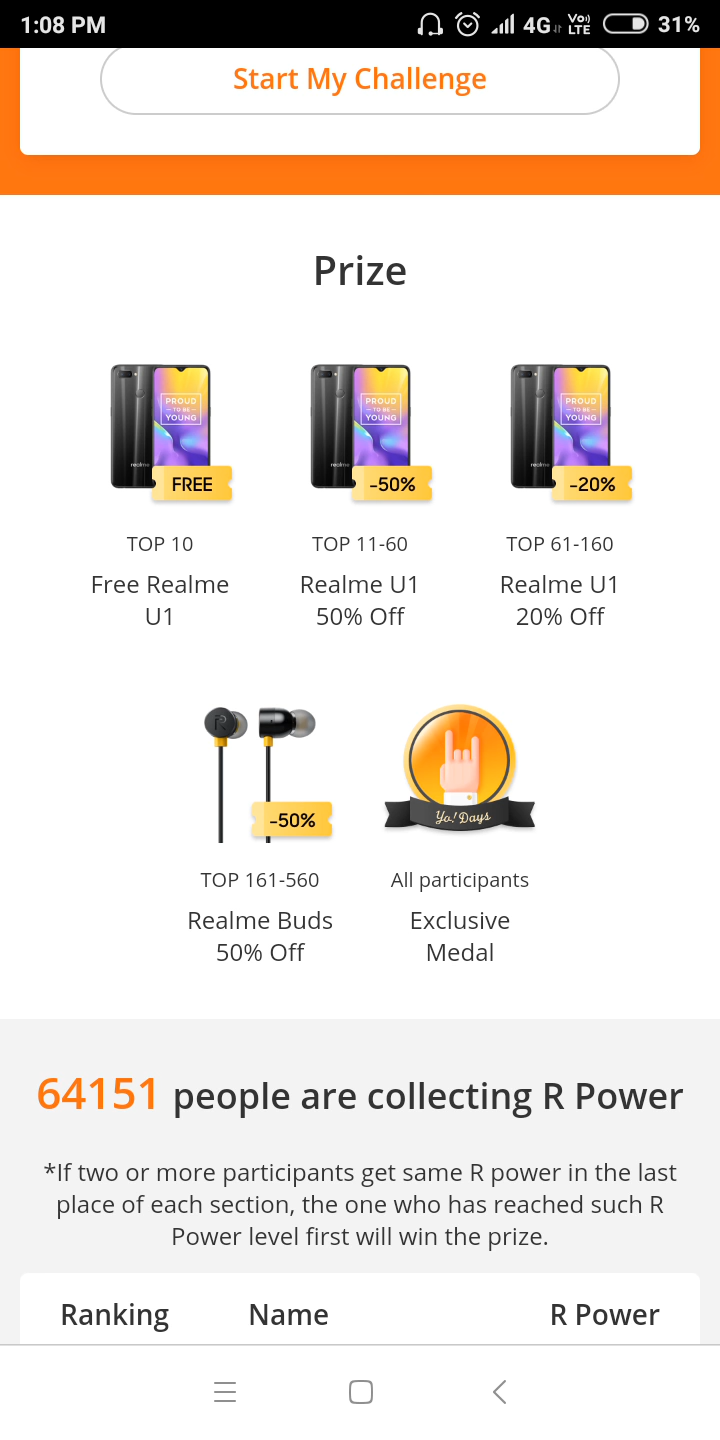 1:08 PM 4G VoLTE 31%
Start My Challenge
Prize
PROUD
TO BE
YOUNG
realme
FREE
PROUD
TO BE
YOUNG
realme
-50%
PROUD
TO BE
YOUNG
realme
-20%
TOP 10
Free Realme
U1
TOP 11-60
Realme U1
50% Off
TOP 61-160
Realme U1
20% Off
R
-50%
Yo! Days
TOP 161-560
Realme Buds
50% Off
All participants
Exclusive
Medal
64151 people are collecting R Power
*If two or more participants get same R power in the last
place of each section, the one who has reached such R
Power level first will win the prize.
Ranking Name R Power